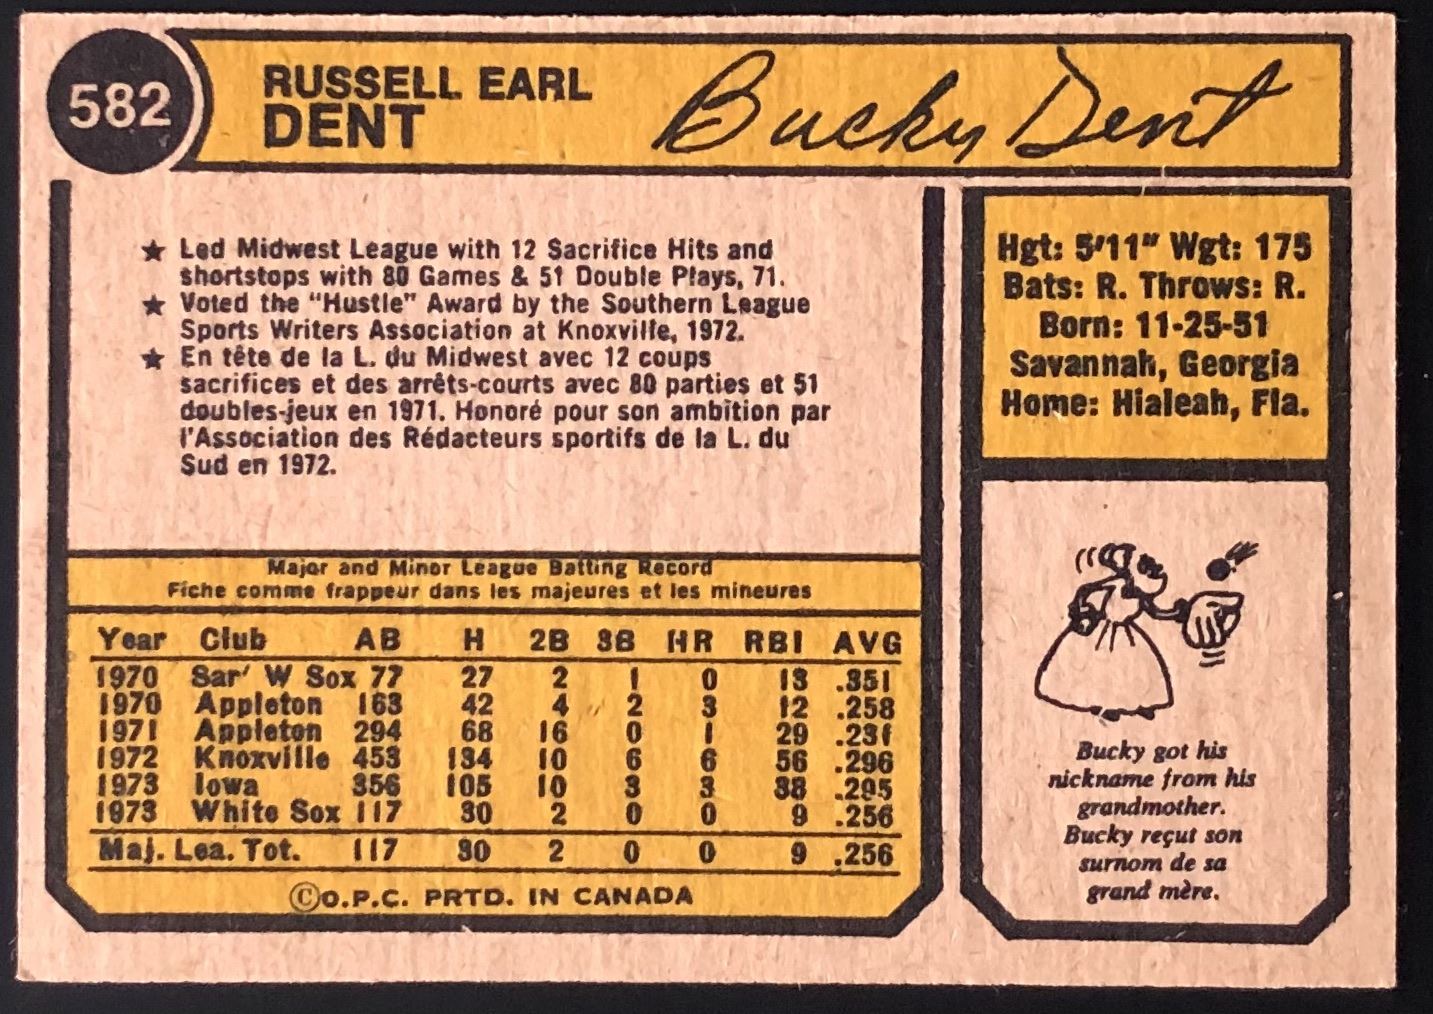 582
RUSSELL EARL
DENT
Bucky Dent
★ Led Midwest League with 12 Sacrifice Hits and
shortstops with 80 Games & 51 Double Plays, 71.
★ Voted the "Hustle" Award by the Southern League
Sports Writers Association at Knoxville, 1972.
★ En tête de la L. du Midwest avec 12 coups
sacrifices et des arrêts-courts avec 80 parties et 51
doubles-jeux en 1971. Honoré pour son ambition par
l'Association des Rédacteurs sportifs de la L. du
Sud en 1972.
Hgt: 5'11" Wgt: 175
Bats: R. Throws: R.
Born: 11-25-51
Savannah, Georgia
Home: Hialeah, Fla.
Major and Minor League Batting Record
Fiche comme frappeur dans les majeures et les mineures
Year Club AB H 2B 3B HR RBI AVG
1970 Sar' W Sox 77 27 2 1 0 13 .351
1970 Appleton 163 42 4 2 3 12 .258
1971 Appleton 294 68 16 0 1 29 .231
1972 Knoxville 453 134 10 6 6 56 .296
1973 Iowa 356 105 10 3 3 38 .295
1973 White Sox 117 30 2 0 0 9 .256
Maj. Lea. Tot. 117 30 2 0 0 9 .256
©O.P.C. PRTD. IN CANADA
Bucky got his
nickname from his
grandmother.
Bucky reçut son
surnom de sa
grand mère.